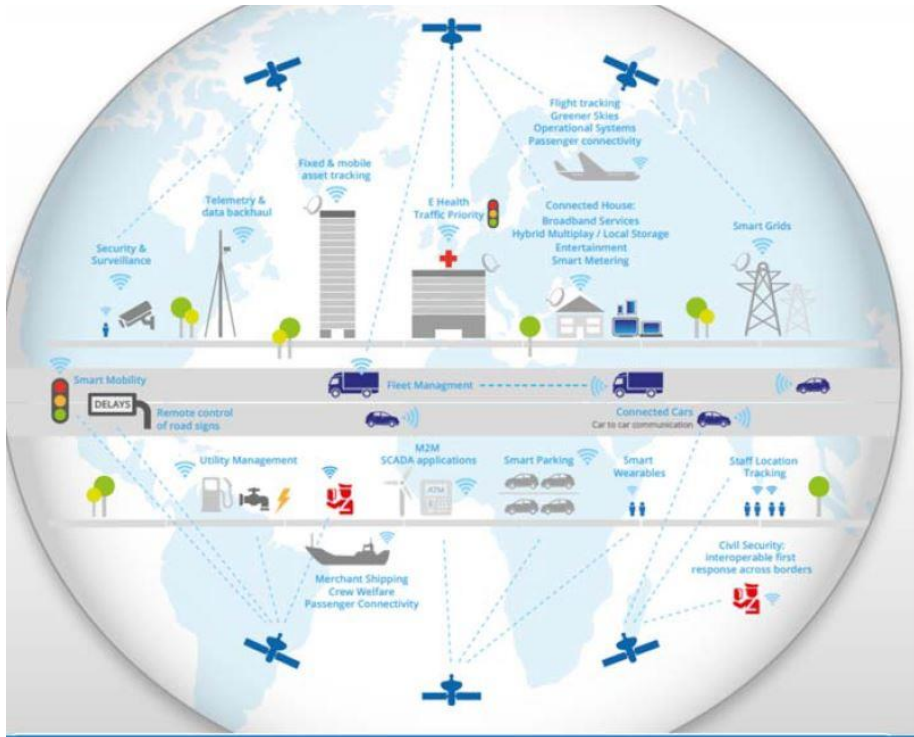 Flight tracking
Greener Skies
Operational Systems
Passenger connectivity
Fixed & mobile
asset tracking
Telemetry &
data backhaul
E Health
Traffic Priority
Connected House:
Broadband Services
Hybrid Multiplay / Local Storage
Entertainment
Smart Metering
Smart Grids
Security &
Surveillance
Smart Mobility
DELAYS
Remote control
of road signs
Fleet Managment
Connected Cars
Car to car communication
Utility Management
M2M
SCADA applications
ATM
Smart Parking
Smart
Wearables
Staff Location
Tracking
Merchant Shipping
Crew Welfare
Passenger Connectivity
Civil Security:
interoperable first
response across borders